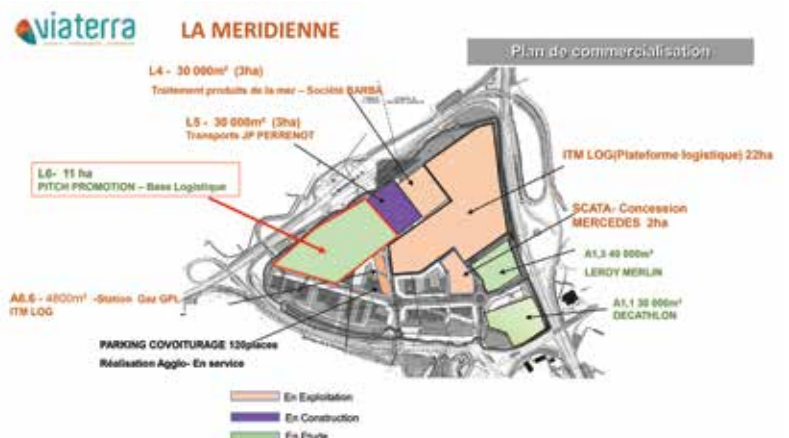 viaterra
LA MERIDIENNE
Plan de commercialisation
L4 - 30 000m² (3ha)
Traitement produits de la mer – Société BARBA
L5 - 30 000m² (3ha)
Transports JP PERRENOT
L6- 11 ha
PITCH PROMOTION – Base Logistique
ITM LOG(Plateforme logistique) 22ha
SCATA- Concession
MERCEDES 2ha
A1,3 40 000m²
LEROY MERLIN
A1,1 30 000m²
DECATHLON
A6.6 - 4800m² -Station Gaz GPL
ITM LOG
PARKING COVOITURAGE 120places
Réalisation Agglo- En service
En Exploitation
En Construction
En Etude